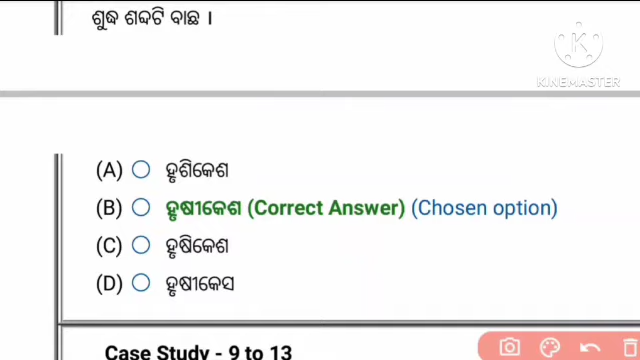 ଶୁଦ୍ଧ ଶବ୍ଦଟି ବାଛ ।
KINEMASTER
(A) ହୃଶିକେଶ
(B) ହୃଷୀକେଶ (Correct Answer) (Chosen option)
(C) ହୃଷିକେଶ
(D) ହୃଷୀକେସ
Case Study - 9 to 13